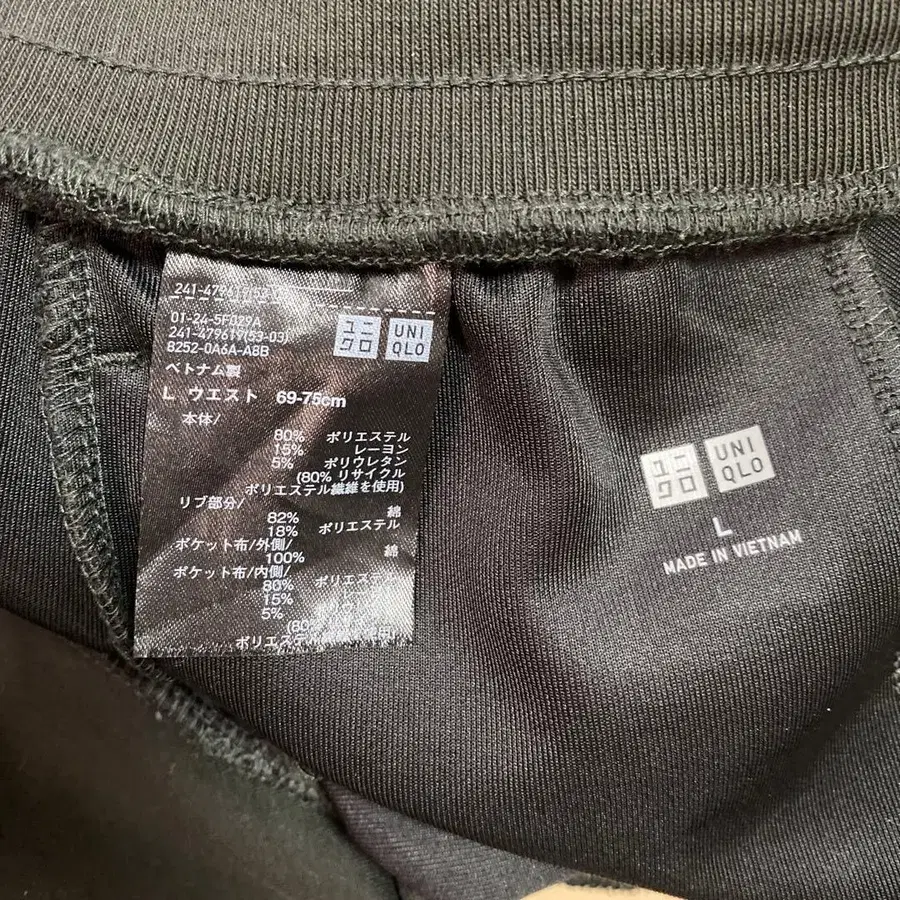 01-24-5F029A
241-479619(53-03)
8252-0A6A-A8B
ユニ
クロ
UNI
QLO
ベトナム製
L ウエスト 69-75cm
本体/
80% ポリエステル
15% レーヨン
5% ポリウレタン
(80% リサイクル
ポリエステル繊維を使用)
リブ部分/
82% 綿
18% ポリエステル
ポケット布/外側/
100% 綿
ポケット布/内側/
80%
15%
5%
(80%
ユニ
クロ
UNI
QLO
L
MADE IN VIETNAM